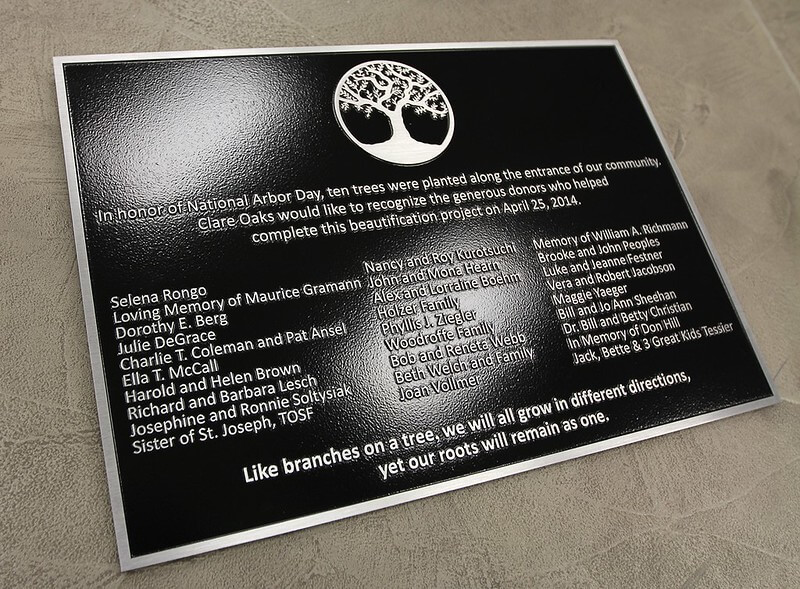 In honor of National Arbor Day, ten trees were planted along the entrance of our community.
Clare Oaks would like to recognize the generous donors who helped
complete this beautification project on April 25, 2014.
Selena Rongo
Loving Memory of Maurice Gramann
Dorothy E. Berg
Julie DeGrace
Charlie T. Coleman and Pat Ansel
Ella T. McCall
Harold and Helen Brown
Richard and Barbara Lesch
Josephine and Ronnie Soltysiak
Sister of St. Joseph, TOSF
Nancy and Roy Kurotsuchi
John and Mona Hearn
Alex and Lorraine Boehn
Holzer Family
Phyllis J. Ziegler
Woodroffe Family
Bob and Reneta Webb
Beth Welch and Family
Joan Vollmer
Memory of William A. Richmann
Brooke and John Peoples
Luke and Jeanne Festner
Vera and Robert Jacobson
Maggie Yaeger
Bill and Jo Ann Sheehan
Dr. Bill and Betty Christian
In Memory of Don Hill
Jack, Bette & 3 Great Kids Tessier
Like branches on a tree, we will all grow in different directions,
yet our roots will remain as one.